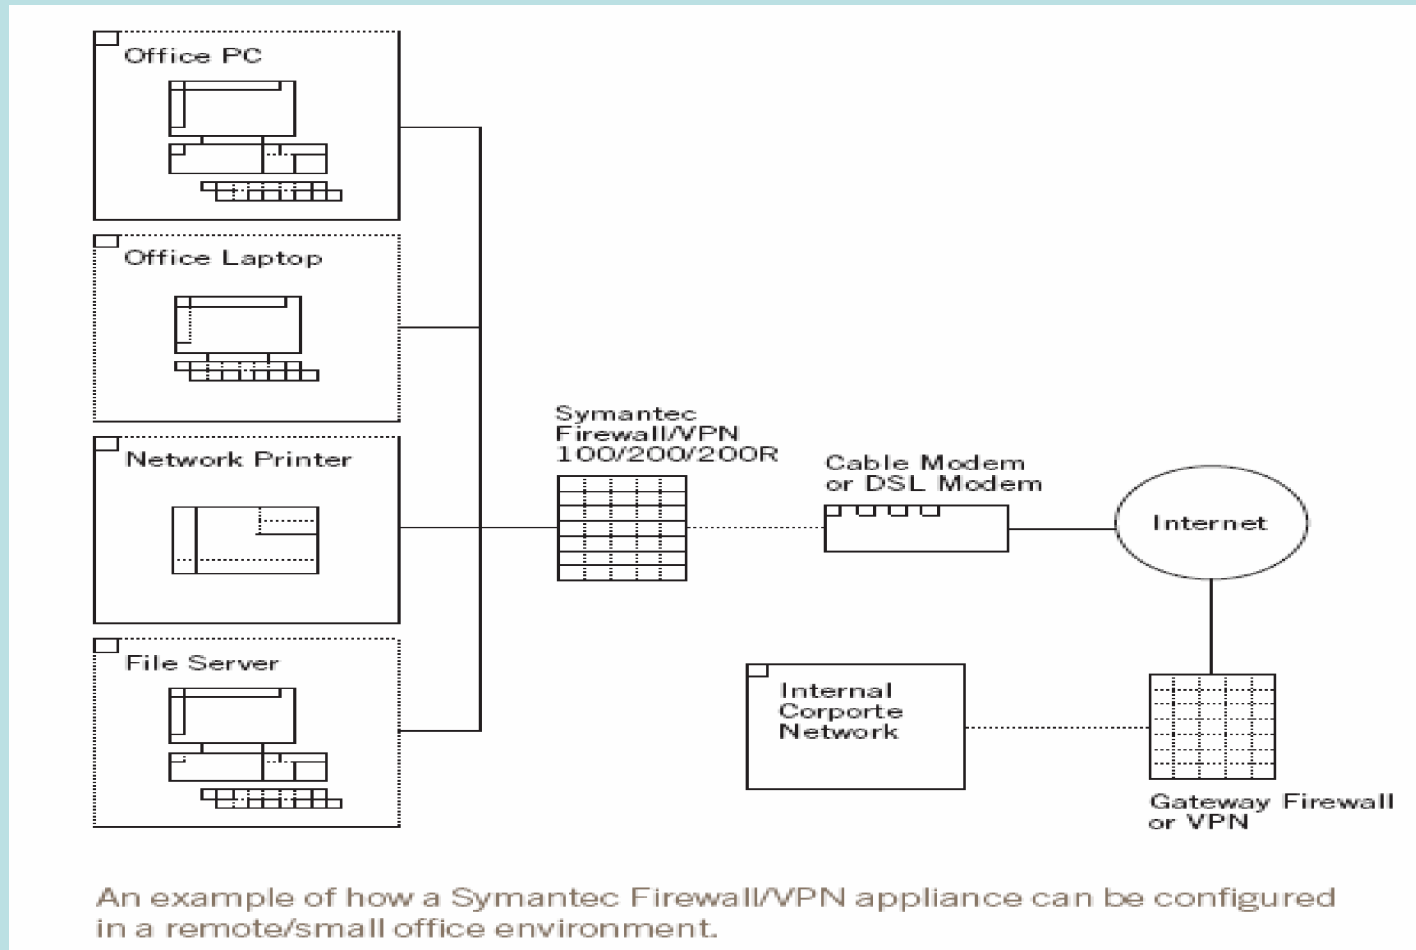 Office PC
Office Laptop
Network Printer
File Server
Symantec
Firewall/VPN
100/200/200R
Cable Modem
or DSL Modem
Internet
Internal
Corporte
Network
Gateway Firewall
or VPN
An example of how a Symantec Firewall/VPN appliance can be configured
in a remote/small office environment.